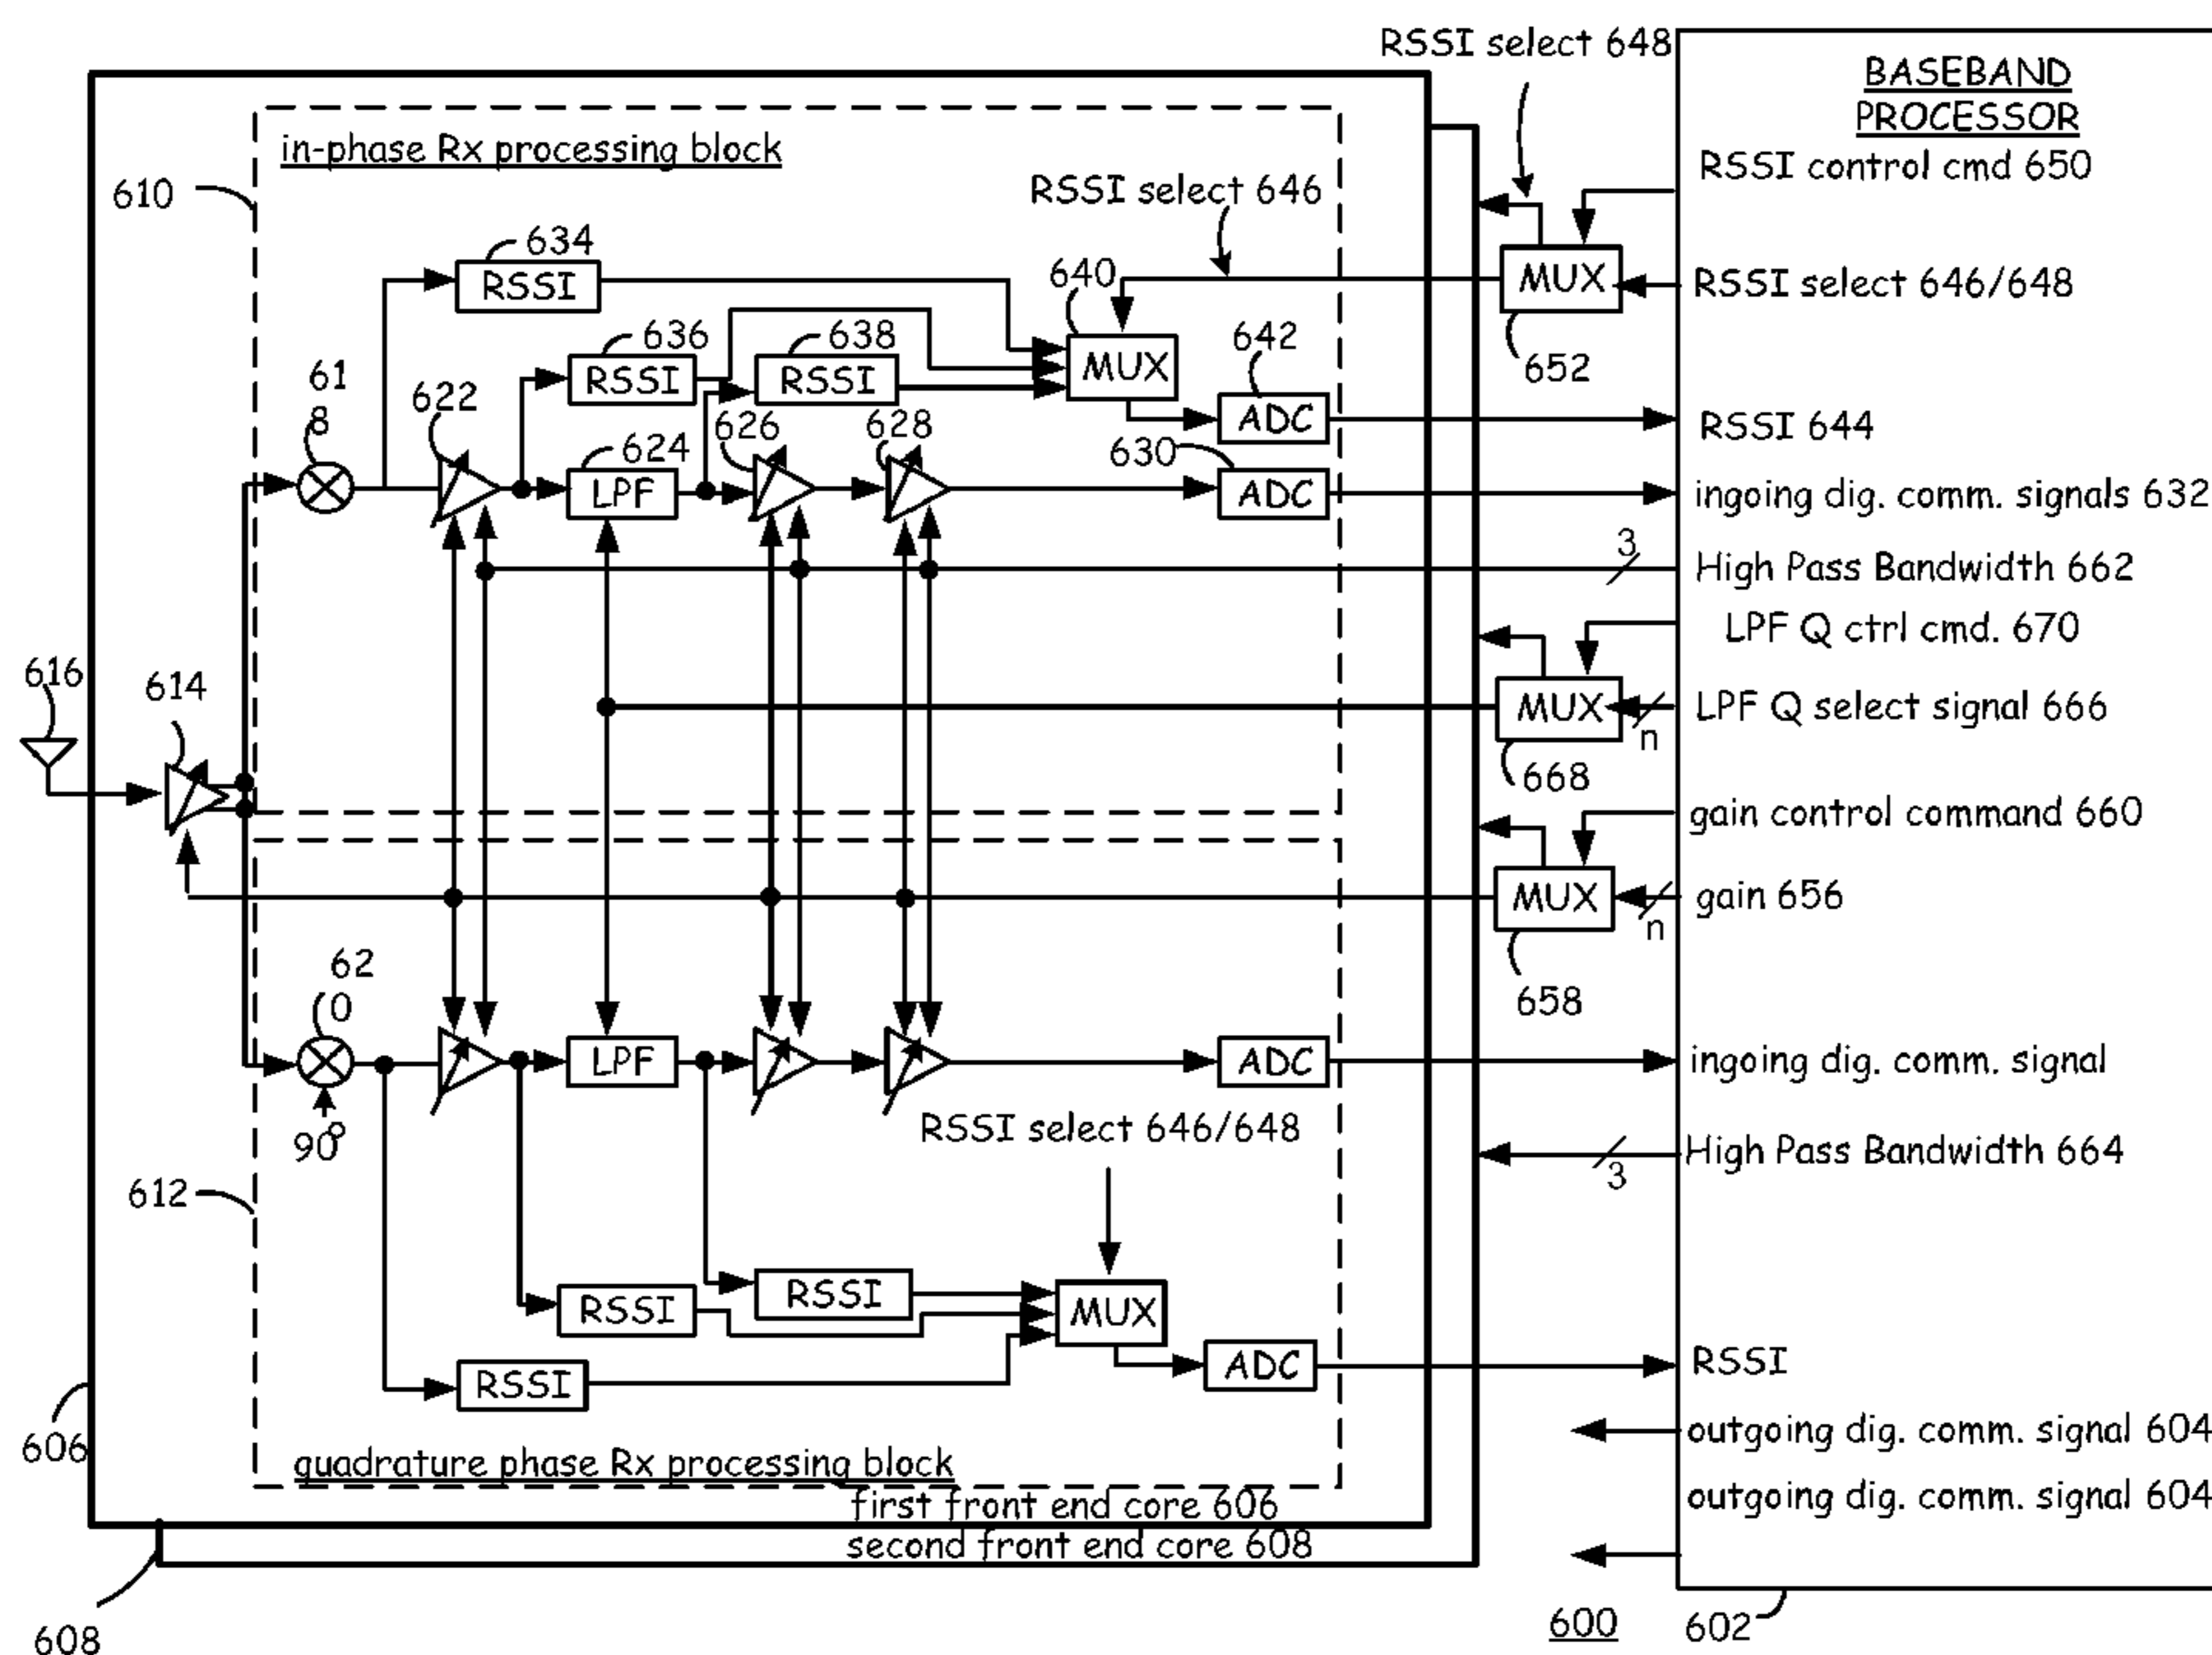 RSSI select 648
BASEBAND
PROCESSOR
in-phase Rx processing block
RSSI control cmd 650
610
RSSI select 646
634
RSSI
640
MUX
RSSI select 646/648
636
638
642
652
RSSI
RSSI
MUX
61
8
622
ADC
RSSI 644
624
626
628
630
LPF
ADC
ingoing dig. comm. signals 632
3
High Pass Bandwidth 662
LPF Q ctrl cmd. 670
616
614
MUX
n
LPF Q select signal 666
668
gain control command 660
MUX
n
gain 656
62
0
658
LPF
ADC
ingoing dig. comm. signal
90°
RSSI select 646/648
3
High Pass Bandwidth 664
612
RSSI
RSSI
MUX
RSSI
ADC
RSSI
606
outgoing dig. comm. signal 604
quadrature phase Rx processing block
first front end core 606
outgoing dig. comm. signal 604
second front end core 608
608
600
602